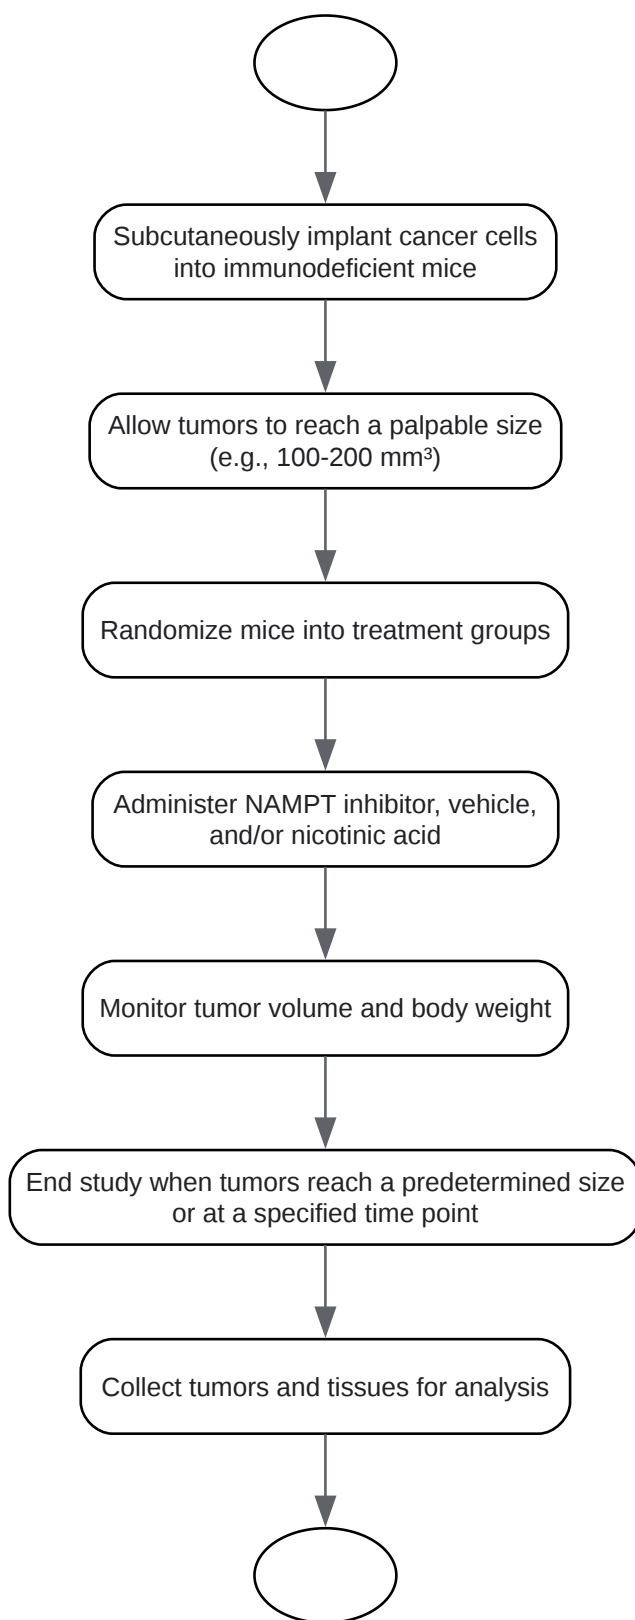 Subcutaneously implant cancer cells
into immunodeficient mice
Allow tumors to reach a palpable size
(e.g., 100-200 mm³)
Randomize mice into treatment groups
Administer NAMPT inhibitor, vehicle,
and/or nicotinic acid
Monitor tumor volume and body weight
End study when tumors reach a predetermined size
or at a specified time point
Collect tumors and tissues for analysis